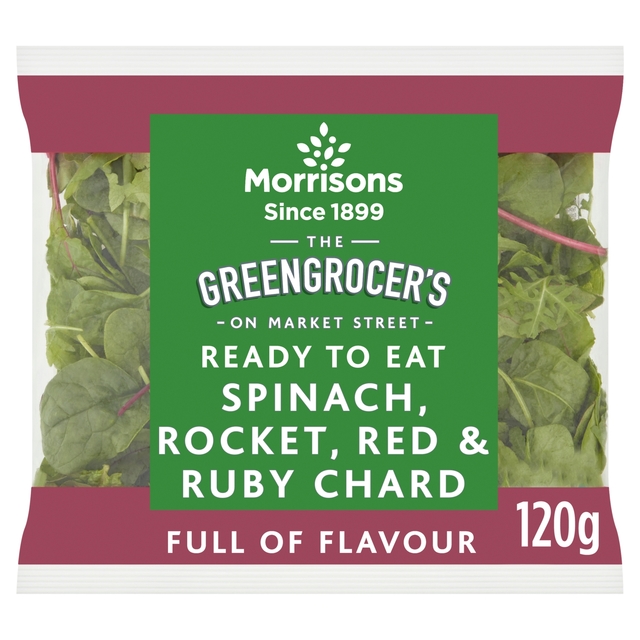 Morrisons
Since 1899
THE
GREENGROCER'S
-ON MARKET STREET-
READY TO EAT
SPINACH,
ROCKET, RED &
RUBY CHARD
FULL OF FLAVOUR
120g